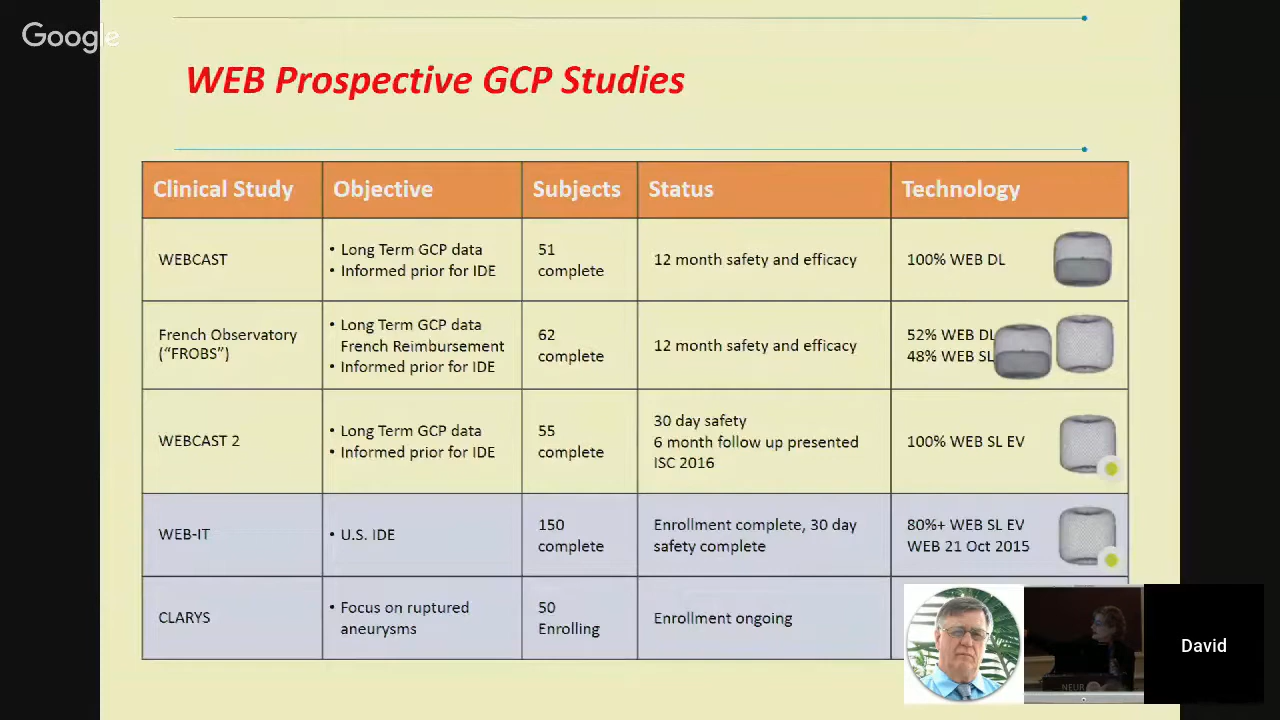 Google
WEB Prospective GCP Studies
Clinical Study Objective Subjects Status Technology
WEBCAST
• Long Term GCP data
• Informed prior for IDE
51
complete
12 month safety and efficacy
100% WEB DL
French Observatory
("FROBS")
• Long Term GCP data
French Reimbursement
• Informed prior for IDE
62
complete
12 month safety and efficacy
52% WEB DL
48% WEB SL
WEBCAST 2
• Long Term GCP data
• Informed prior for IDE
55
complete
30 day safety
6 month follow up presented
ISC 2016
100% WEB SL EV
WEB-IT
• U.S. IDE
150
complete
Enrollment complete, 30 day
safety complete
80%+ WEB SL EV
WEB 21 Oct 2015
CLARYS
• Focus on ruptured
aneurysms
50
Enrolling
Enrollment ongoing
NEUR
David